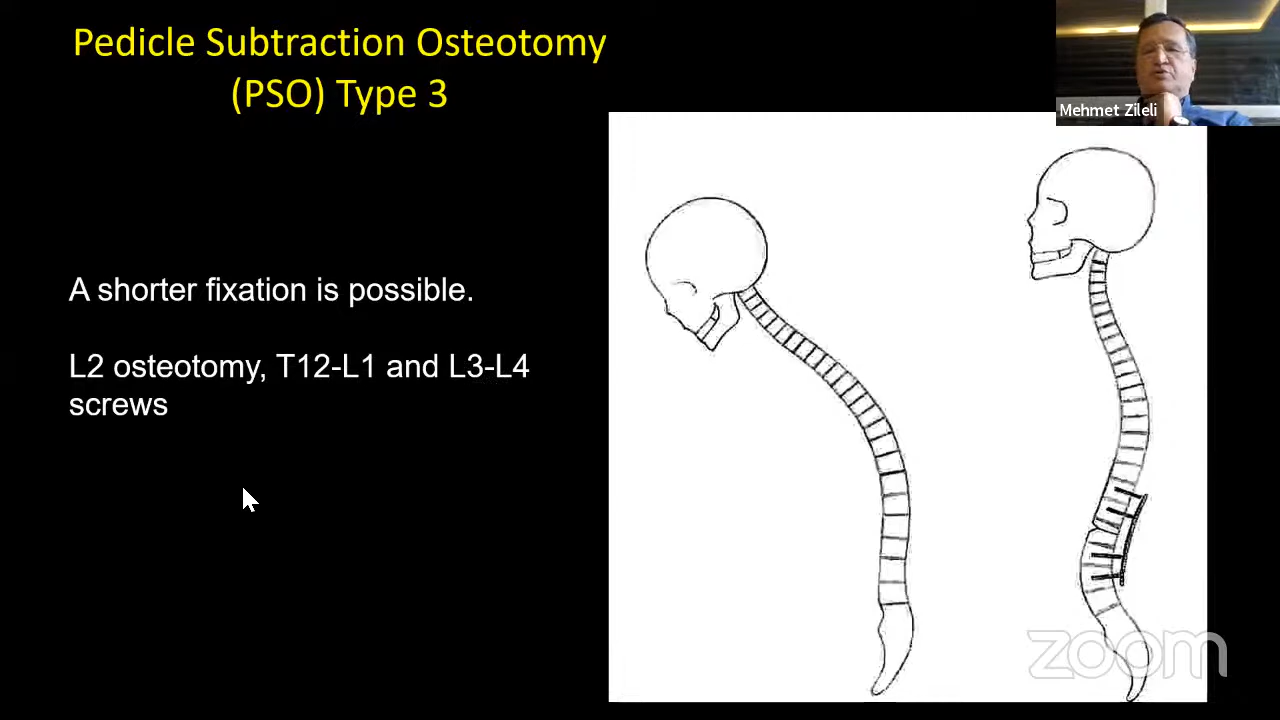 Pedicle Subtraction Osteotomy
(PSO) Type 3
Mehmet Zileli
A shorter fixation is possible.
L2 osteotomy, T12-L1 and L3-L4
screws
zoom